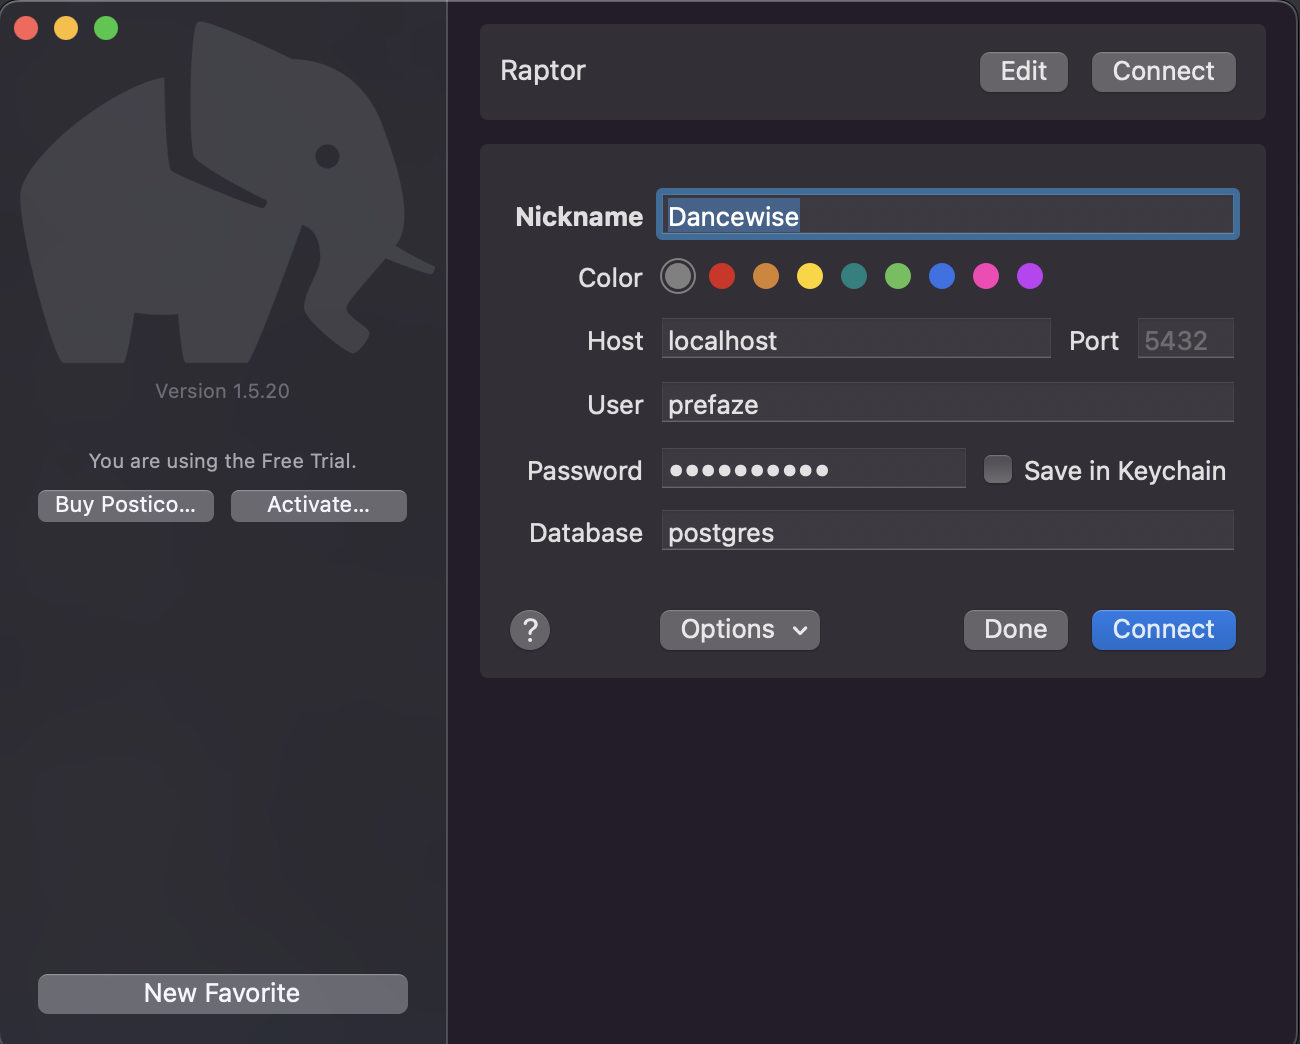 Version 1.5.20
You are using the Free Trial.
Buy Postico...
Activate...
New Favorite
Raptor
Edit
Connect
Nickname Dancewise
Color
Host localhost Port 5432
User prefaze
Password ●●●●●●●●●● Save in Keychain
Database postgres
? Options Done Connect